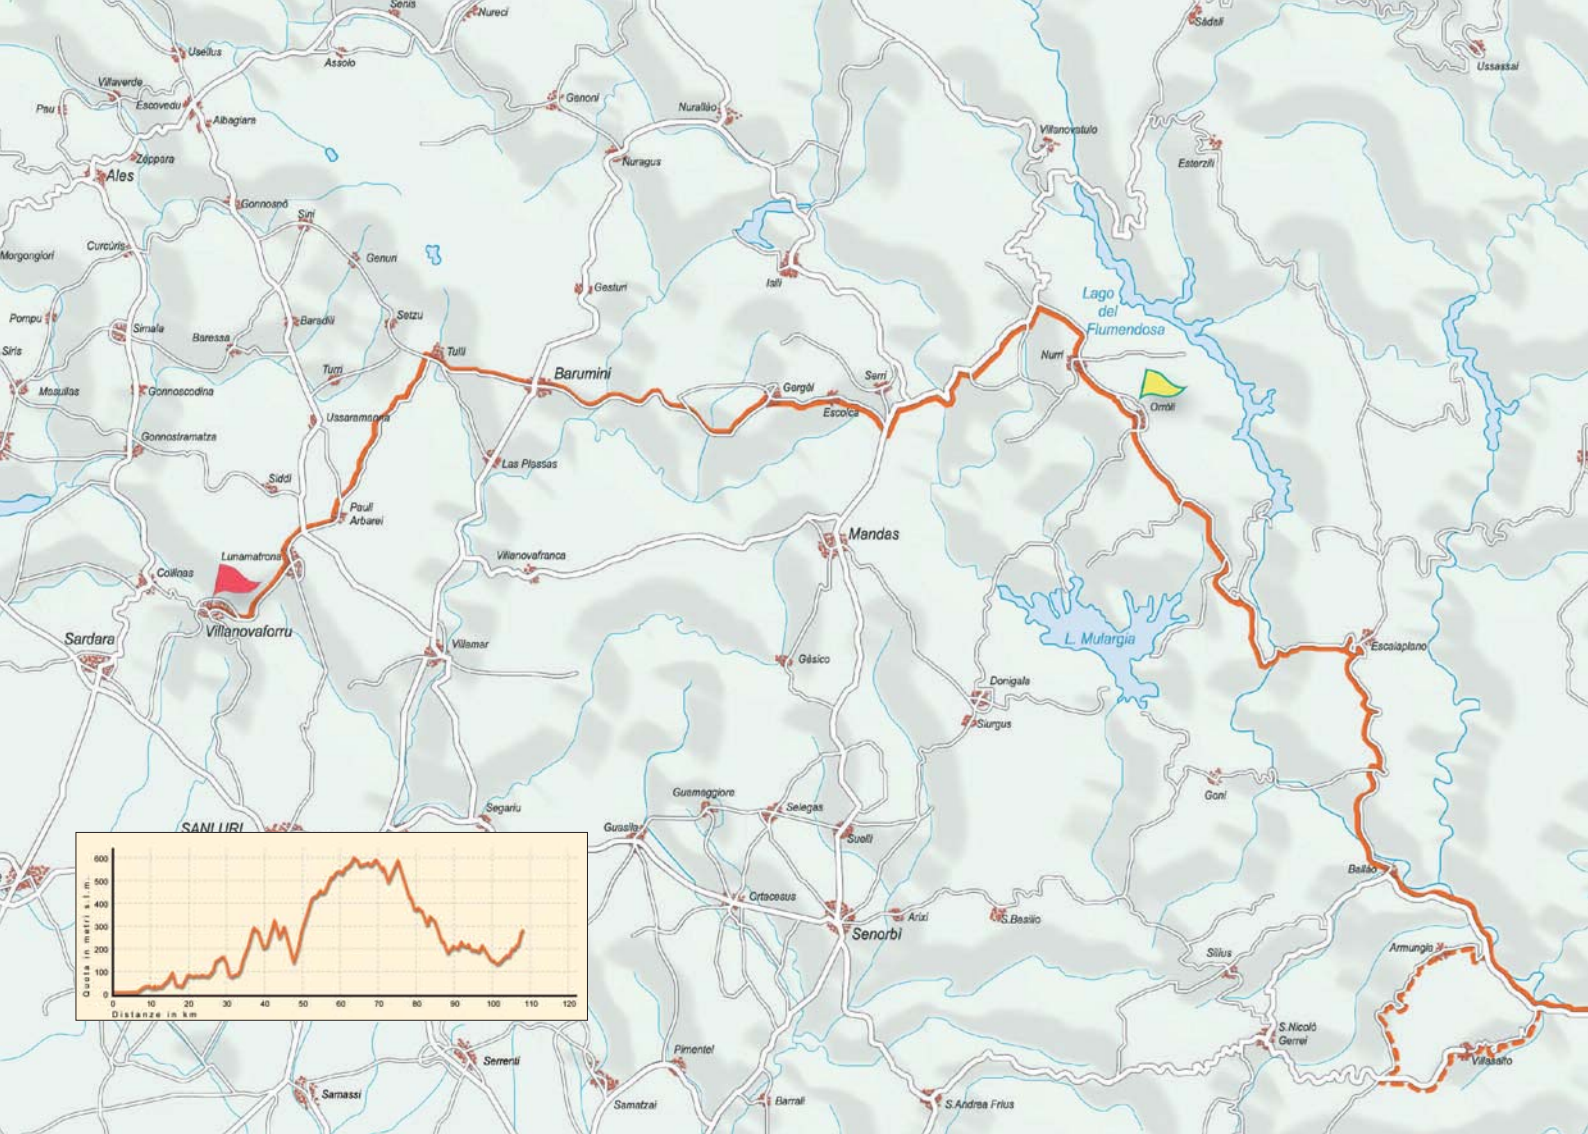 Senis
Nureci
Sàdali
Usellus
Assolo
Ussassai
Villaverde
Genoni
Pau
Escovedu
Nurallào
Albagiara
Villanovatulo
Zeppara
Nuragus
Esterzili
Ales
Gonnosnò
Sini
Curcùris
Morgongiori
Genuri
Isili
Gesturi
Lago
del
Flumendosa
Pompu
Setzu
Simala
Baradili
Baressa
Siris
Tuili
Nurri
Turri
Barumini
Serri
Masullas
Gonnoscodina
Gergèi
Orròli
Escolca
Ussaramanna
Gonnostramatza
Las Plassas
Siddi
Pauli
Arbarei
Mandas
Lunamatrona
Villanovafranca
Collinas
Villanovaforru
Sardara
L. Mulargia
Villamar
Escalaplano
Gèsico
Donigala
Siurgus
Goni
Guamaggiore
Selegas
Segariu
SANLURI
Guasila
Suelli
Ballào
Ortacesus
Arixi
S.Basilio
Senorbì
Armungia
Silius
600
500
400
300
200
100
0
Quota in metri s.l.m.
0 10 20 30 40 50 60 70 80 90 100 110 120
Distanze in km
S.Nicolò
Gerrei
Pimentel
Serrenti
Villasalto
Samassi
Samatzai
Barrali
S.Andrea Frius